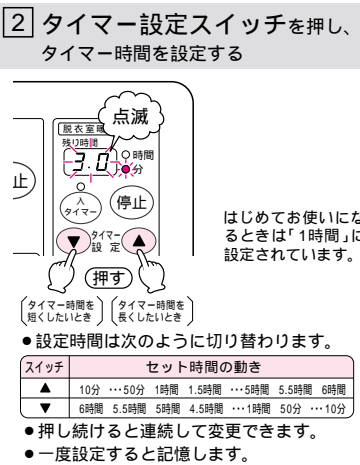 2 タイマー設定スイッチを押し、
タイマー時間を設定する
点滅
脱衣室暖
残り時間
3.0
時間
分
止
入
タイマー
停止
タイマー
設 定
押す
タイマー時間を
短くしたいとき
タイマー時間を
長くしたいとき
はじめてお使いにな
るときは「1時間」に
設定されています。
●設定時間は次のように切り替わります。
スイッチ セット時間の動き
▲ 10分 …50分 1時間 1.5時間 …5時間 5.5時間 6時間
▼ 6時間 5.5時間 5時間 4.5時間 …1時間 50分 …10分
●押し続けると連続して変更できます。
●一度設定すると記憶します。